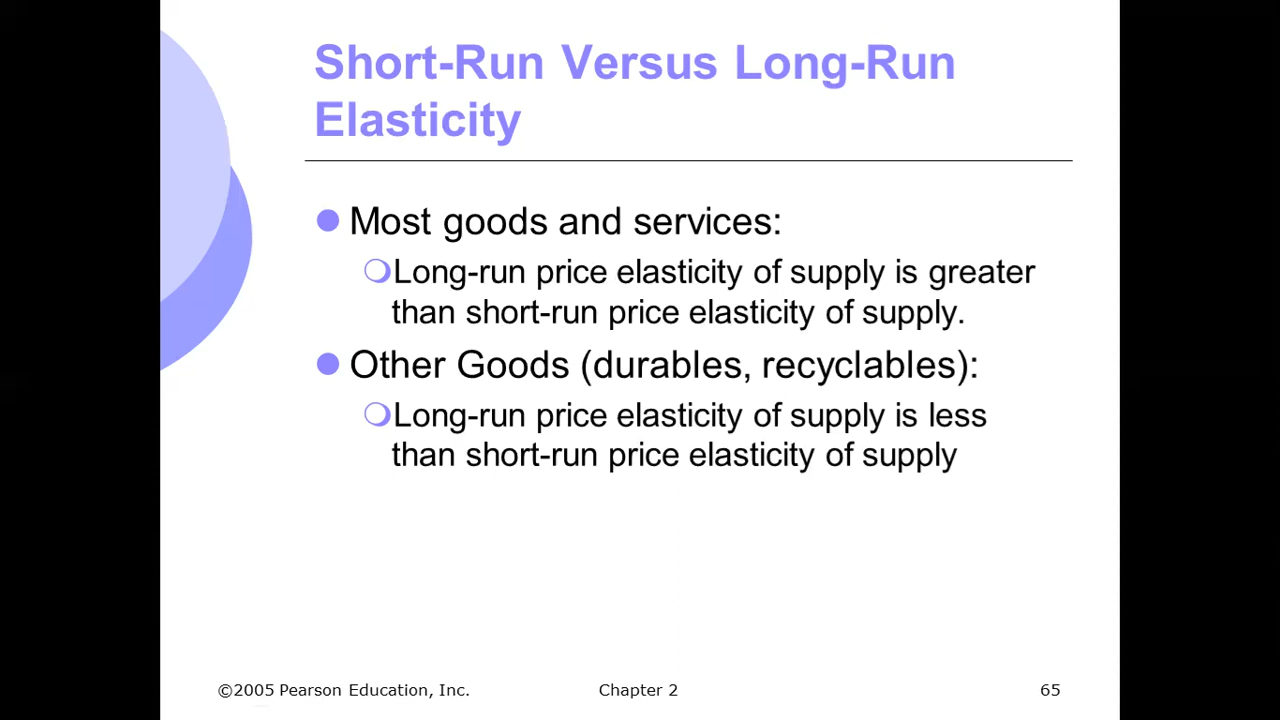 Short-Run Versus Long-Run
Elasticity
Most goods and services:
Long-run price elasticity of supply is greater
than short-run price elasticity of supply.
Other Goods (durables, recyclables):
Long-run price elasticity of supply is less
than short-run price elasticity of supply
©2005 Pearson Education, Inc.
Chapter 2
65